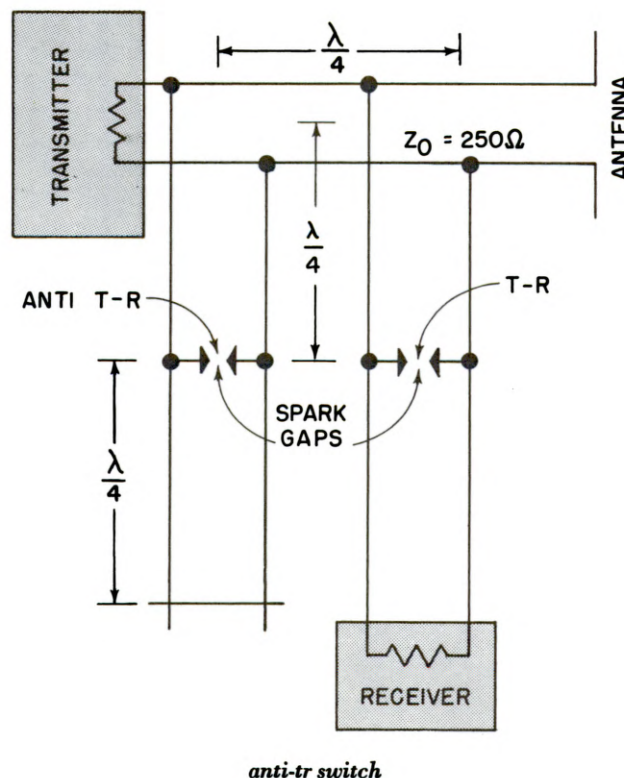 λ/4
TRANSMITTER
Z₀ = 250Ω
ANTENNA
λ/4
ANTI T-R
T-R
SPARK
GAPS
λ/4
RECEIVER
anti-tr switch